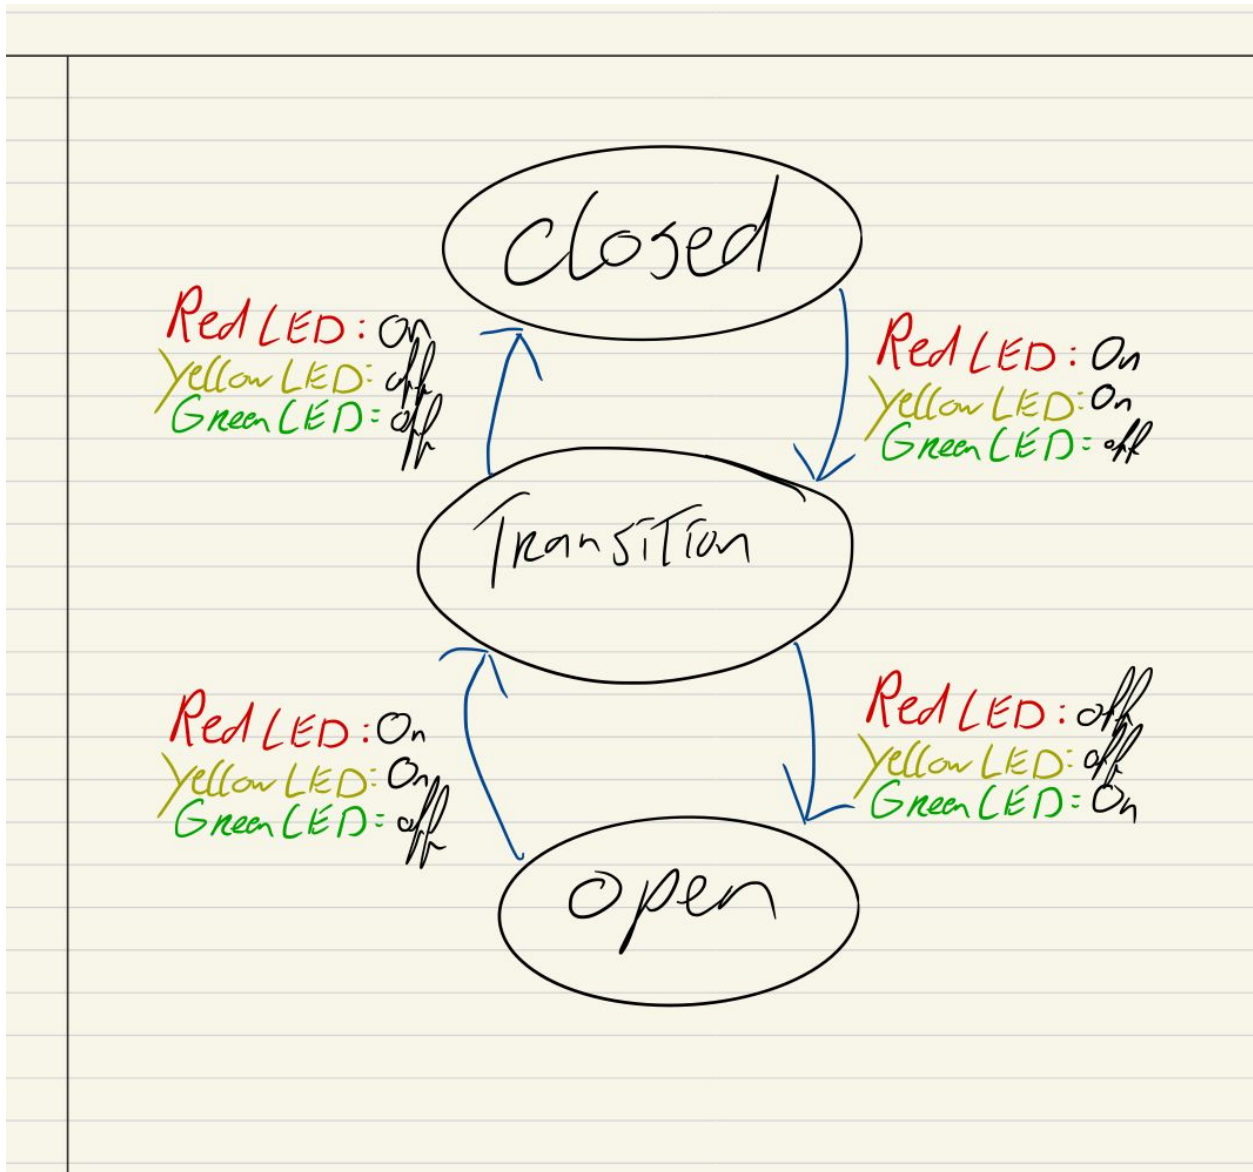 closed
Red LED: On
Yellow LED: off
Green LED: off
Red LED: On
Yellow LED: On
Green LED: off
Transition
Red LED: On
Yellow LED: On
Green LED: off
Red LED: off
Yellow LED: off
Green LED: On
open